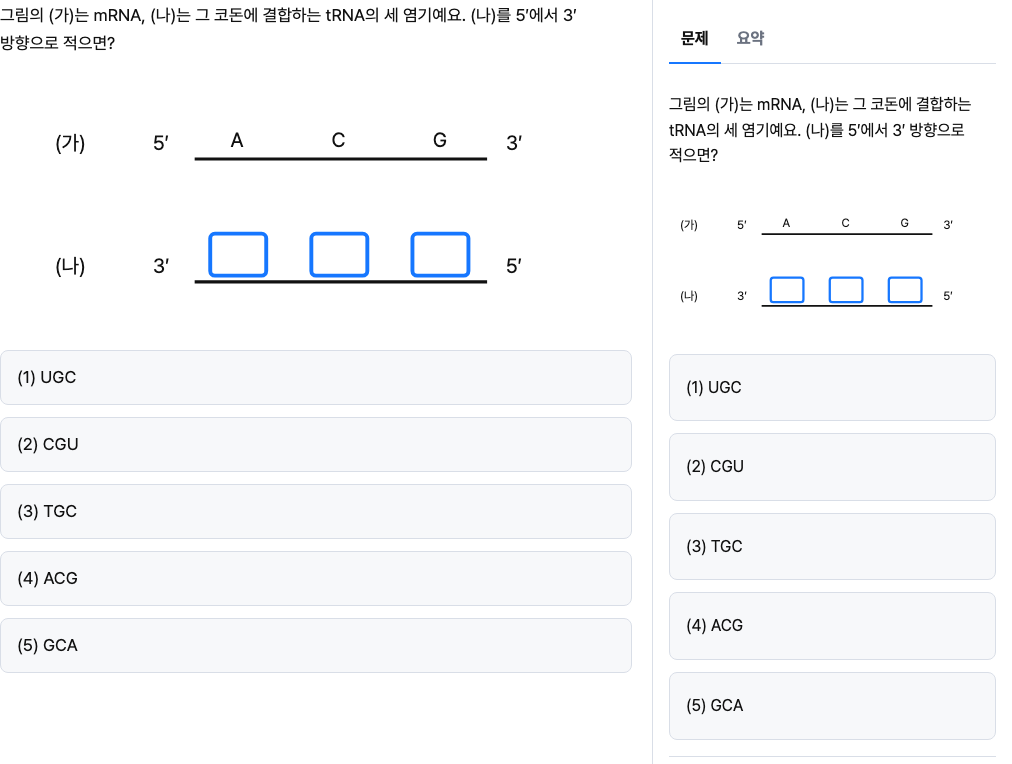 그림의 (가)는 mRNA, (나)는 그 코돈에 결합하는 tRNA의 세 염기예요. (나)를 5′에서 3′
방향으로 적으면?
(가) 5′ A C G 3′
(나) 3′ 5′
(1) UGC
(2) CGU
(3) TGC
(4) ACG
(5) GCA
문제 요약
그림의 (가)는 mRNA, (나)는 그 코돈에 결합하는
tRNA의 세 염기예요. (나)를 5′에서 3′ 방향으로
적으면?
(가) 5′ A C G 3′
(나) 3′ 5′
(1) UGC
(2) CGU
(3) TGC
(4) ACG
(5) GCA